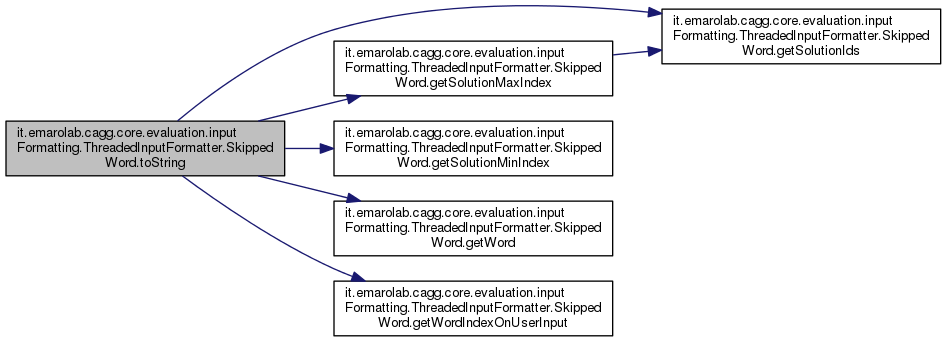 it.emarolab.cagg.core.evaluation.input
Formatting.ThreadedInputFormatter.Skipped
Word.toString
it.emarolab.cagg.core.evaluation.input
Formatting.ThreadedInputFormatter.Skipped
Word.getSolutionIds
it.emarolab.cagg.core.evaluation.input
Formatting.ThreadedInputFormatter.Skipped
Word.getSolutionMaxIndex
it.emarolab.cagg.core.evaluation.input
Formatting.ThreadedInputFormatter.Skipped
Word.getSolutionMinIndex
it.emarolab.cagg.core.evaluation.input
Formatting.ThreadedInputFormatter.Skipped
Word.getWord
it.emarolab.cagg.core.evaluation.input
Formatting.ThreadedInputFormatter.Skipped
Word.getWordIndexOnUserInput